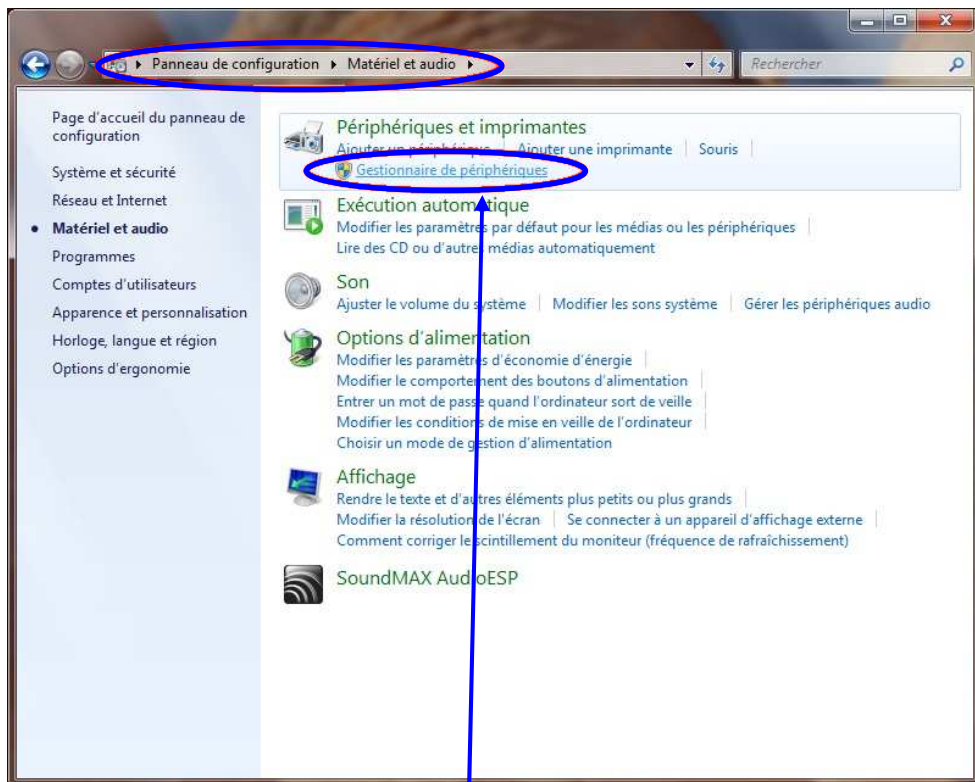 Panneau de configuration Matériel et audio
Rechercher
Page d'accueil du panneau de
configuration
Système et sécurité
Réseau et Internet
Matériel et audio
Programmes
Comptes d'utilisateurs
Apparence et personnalisation
Horloge, langue et région
Options d'ergonomie
Périphériques et imprimantes
Ajouter un périphérique Ajouter une imprimante Souris
Gestionnaire de périphériques
Exécution automatique
Modifier les paramètres par défaut pour les médias ou les périphériques
Lire des CD ou d'autres médias automatiquement
Son
Ajuster le volume du système Modifier les sons système Gérer les périphériques audio
Options d'alimentation
Modifier les paramètres d'économie d'énergie
Modifier le comportement des boutons d'alimentation
Entrer un mot de passe quand l'ordinateur sort de veille
Modifier les conditions de mise en veille de l'ordinateur
Choisir un mode de gestion d'alimentation
Affichage
Rendre le texte et d'autres éléments plus petits ou plus grands
Modifier la résolution de l'écran Se connecter à un appareil d'affichage externe
Comment corriger le scintillement du moniteur (fréquence de rafraîchissement)
SoundMAX AudioESP